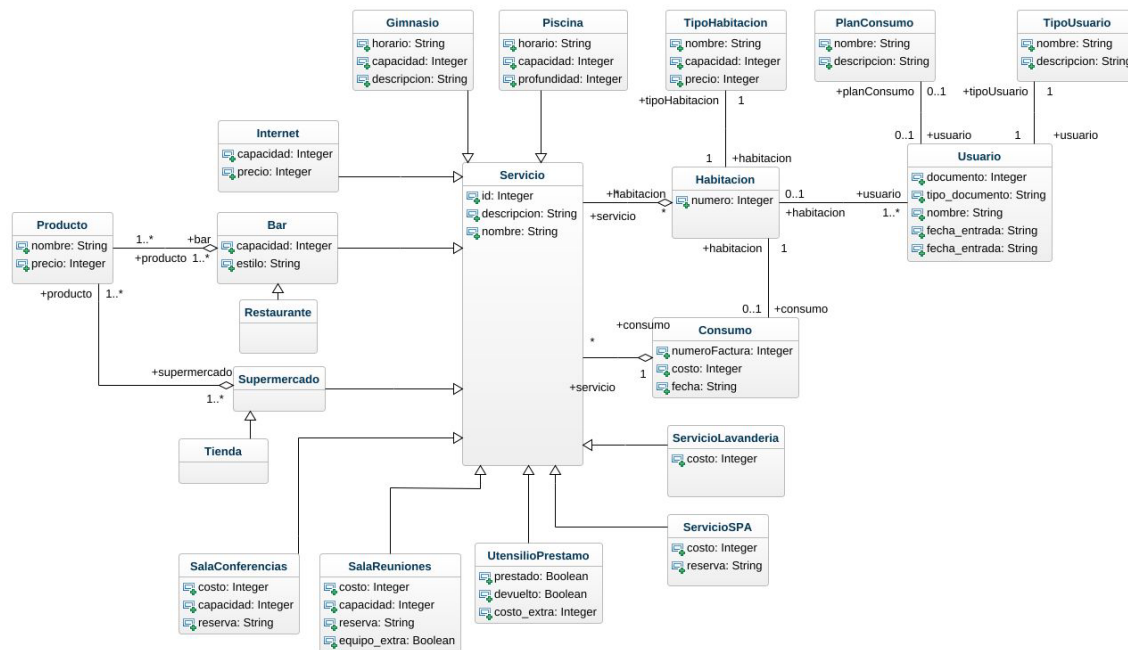 Gimnasio
horario: String
capacidad: Integer
descripcion: String
Piscina
horario: String
capacidad: Integer
profundidad: Integer
TipoHabitacion
nombre: String
capacidad: Integer
precio: Integer
PlanConsumo
nombre: String
descripcion: String
TipoUsuario
nombre: String
descripcion: String
+tipoHabitacion 1
+planConsumo 0..1
+tipoUsuario 1
Internet
capacidad: Integer
precio: Integer
1 +habitacion
0..1 +usuario
1 +usuario
Servicio
id: Integer
descripcion: String
nombre: String
+habitacion
*
*
+servicio
Habitacion
numero: Integer
0..1
+habitacion
+usuario
1..*
Usuario
documento: Integer
tipo_documento: String
nombre: String
fecha_entrada: String
fecha_entrada: String
Producto
nombre: String
precio: Integer
1..* +bar
+producto 1..*
Bar
capacidad: Integer
estilo: String
+habitacion 1
+producto 1..*
Restaurante
0..1 +consumo
+consumo
*
1
+servicio
Consumo
numeroFactura: Integer
costo: Integer
fecha: String
+supermercado
1..*
Supermercado
Tienda
ServicioLavanderia
costo: Integer
ServicioSPA
costo: Integer
reserva: String
SalaConferencias
costo: Integer
capacidad: Integer
reserva: String
SalaReuniones
costo: Integer
capacidad: Integer
reserva: String
equipo_extra: Boolean
UtensilioPrestamo
prestado: Boolean
devuelto: Boolean
costo_extra: Integer